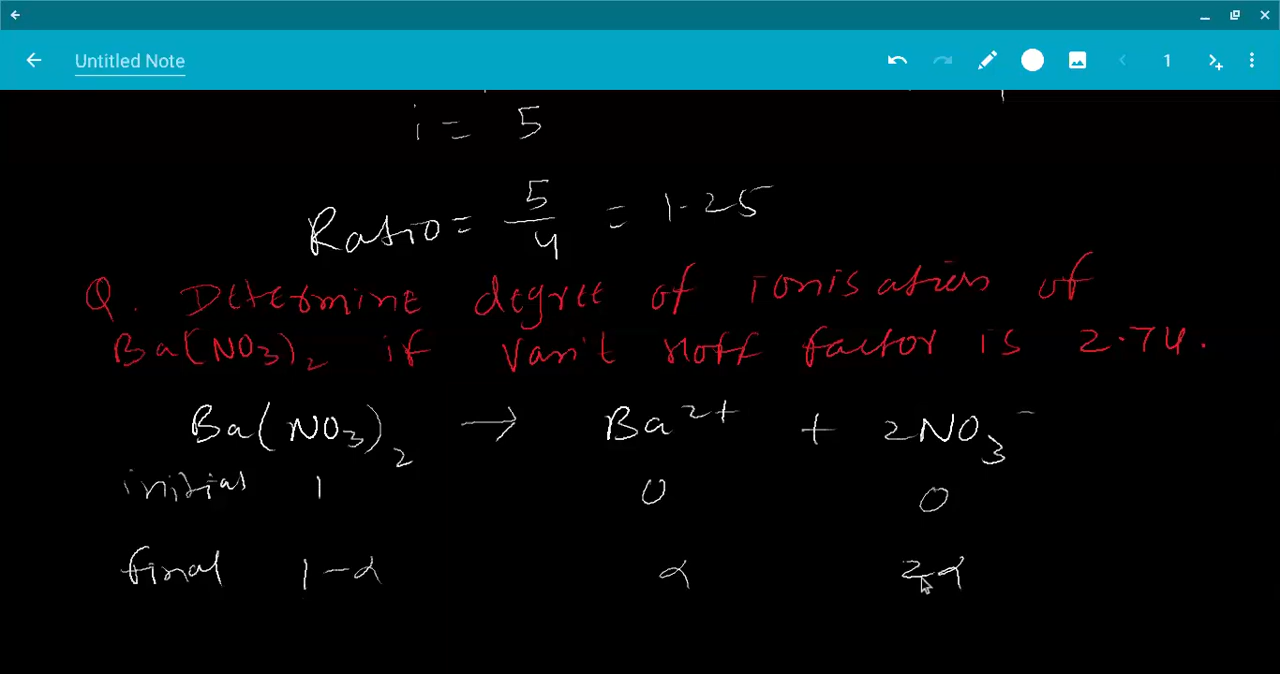 Untitled Note
1
i = 5
Ratio = 5/4 = 1.25
Q. Determine degree of ionisation of
Ba(NO3)2 if Van't Hoff factor is 2.74.
Ba(NO3)2 → Ba2+ + 2NO3-
initial 1 0 0
final 1-α α 2α